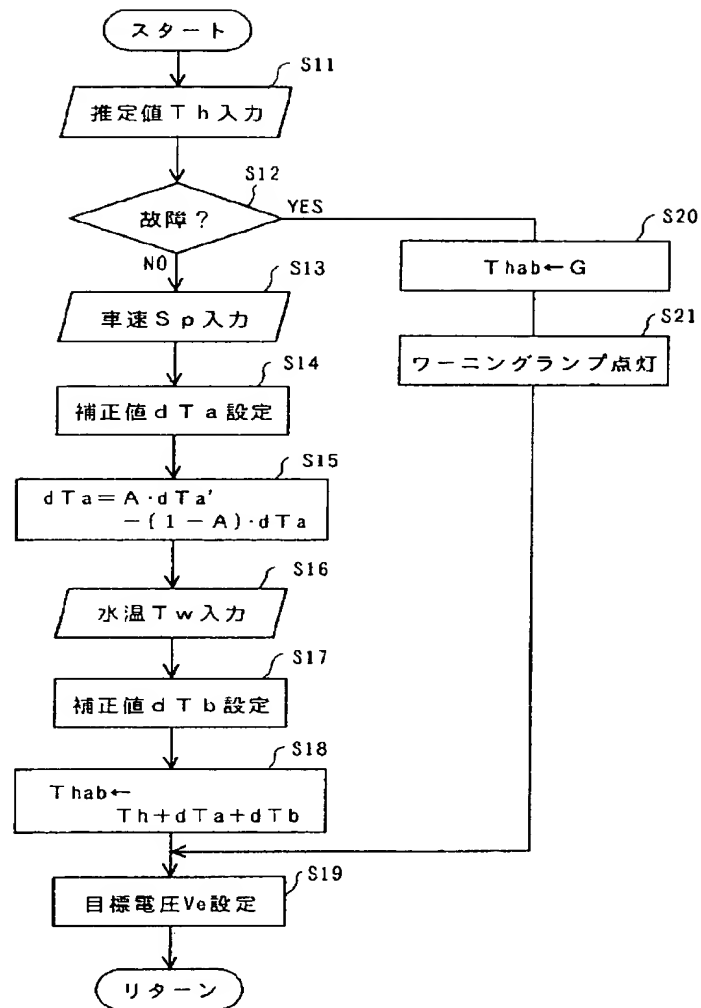 スタート
S11
推定値Th入力
S12
故障?
YES
NO
S20
Thab←G
S21
ワーニングランプ点灯
S13
車速Sp入力
S14
補正値dTa設定
S15
dTa=A·dTa'
-(1-A)·dTa
S16
水温Tw入力
S17
補正値dTb設定
S18
Thab←
Th+dTa+dTb
S19
目標電圧Ve設定
リターン